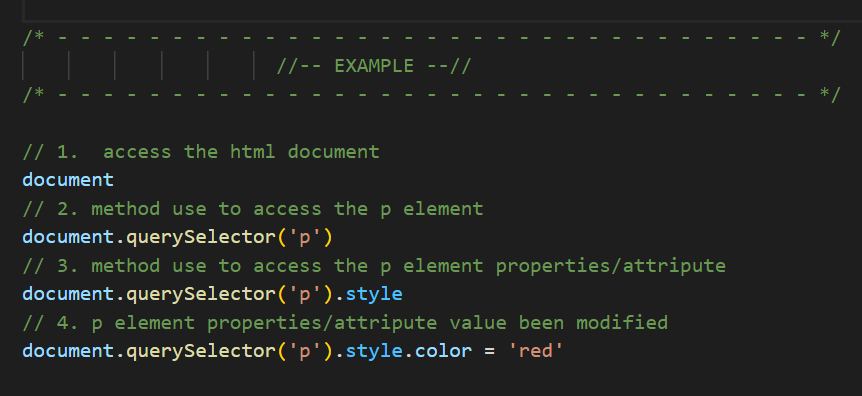 /* - - - - - - - - - - - - - - - - - - - - - - - - - - - - - - - - - */
//-- EXAMPLE --//
/* - - - - - - - - - - - - - - - - - - - - - - - - - - - - - - - - - */
// 1.  access the html document
document
// 2. method use to access the p element
document.querySelector('p')
// 3. method use to access the p element properties/attripute
document.querySelector('p').style
// 4. p element properties/attripute value been modified
document.querySelector('p').style.color = 'red'